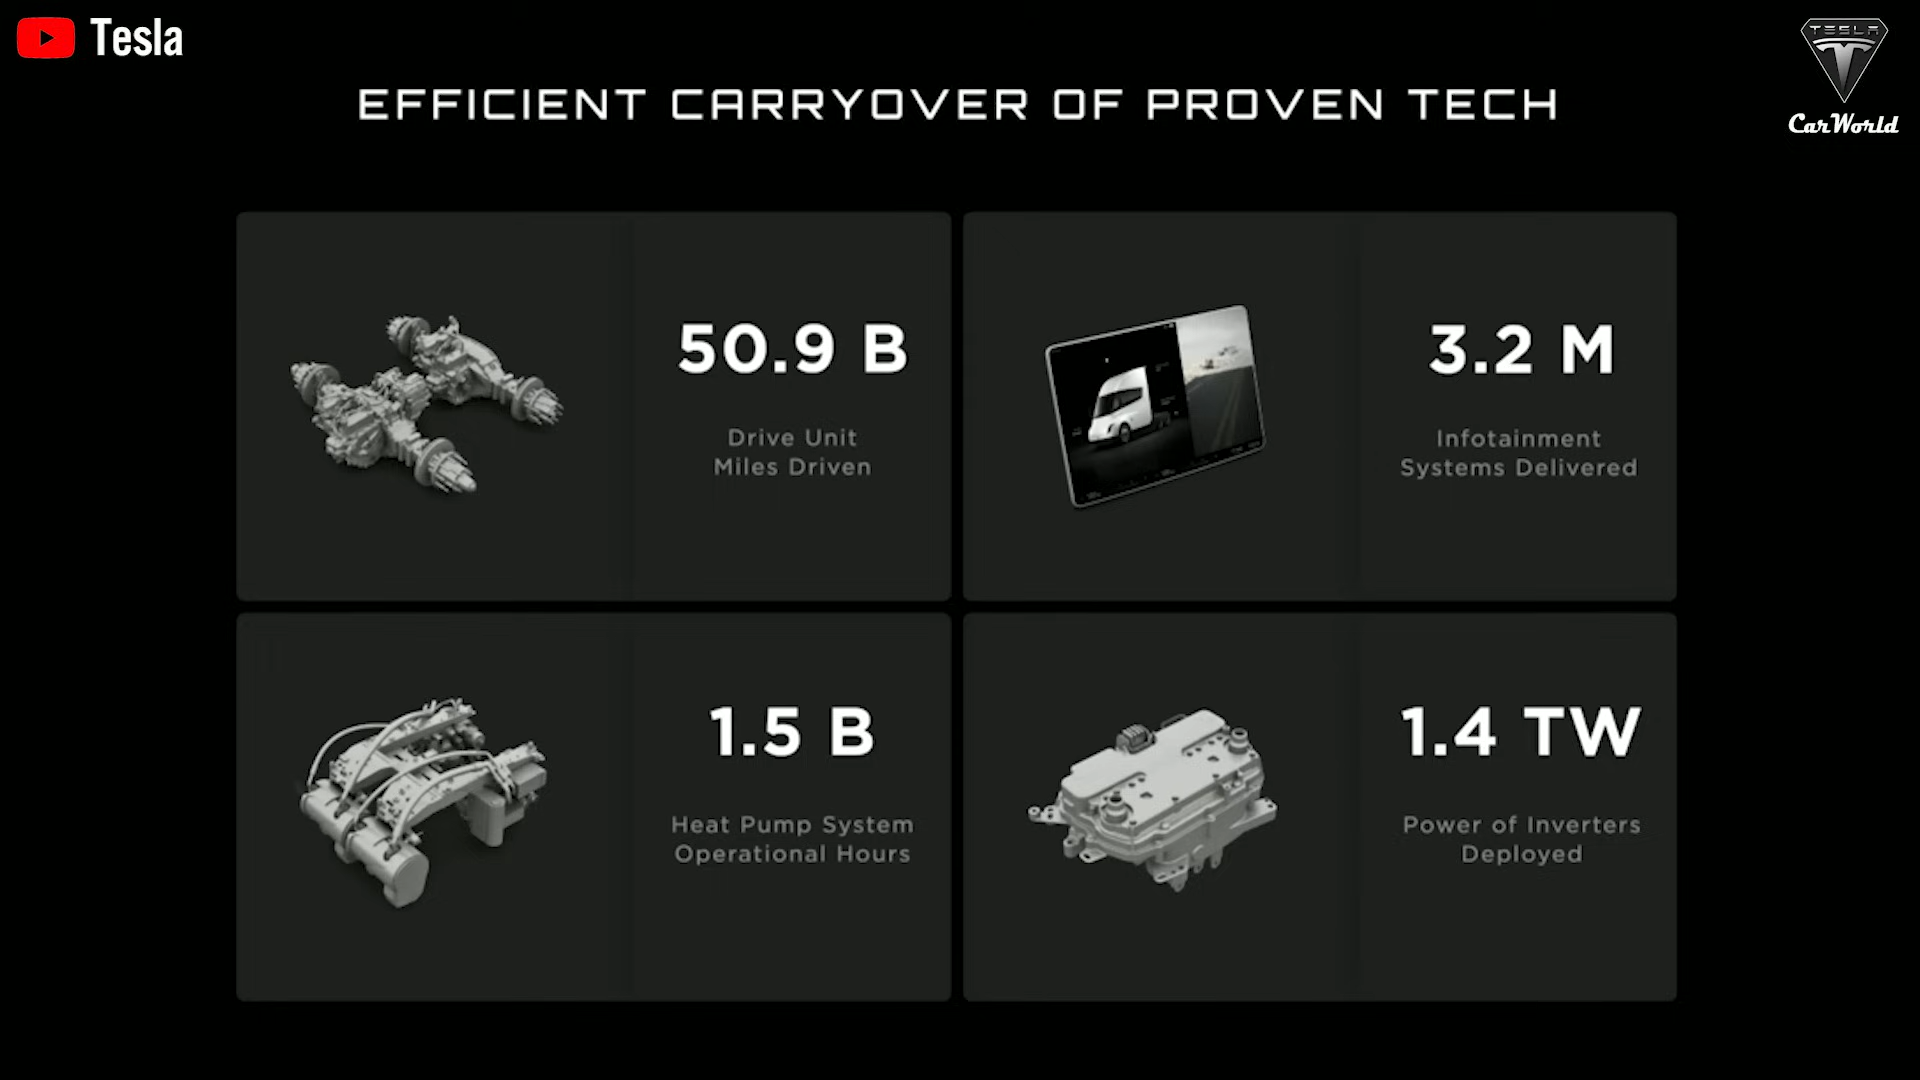 Tesla
TESLA
CarWorld
EFFICIENT CARRYOVER OF PROVEN TECH
50.9 B
Drive Unit
Miles Driven
3.2 M
Infotainment
Systems Delivered
1.5 B
Heat Pump System
Operational Hours
1.4 TW
Power of Inverters
Deployed